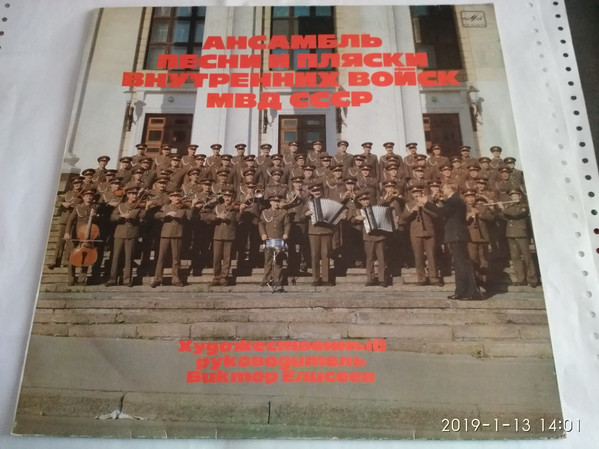 АНСАМБЛЬ
ПЕСНИ И ПЛЯСКИ
ВНУТРЕННИХ ВОЙСК
МВД СССР
Художественный
руководитель
Виктор Елисеев
2019-1-13 14:01